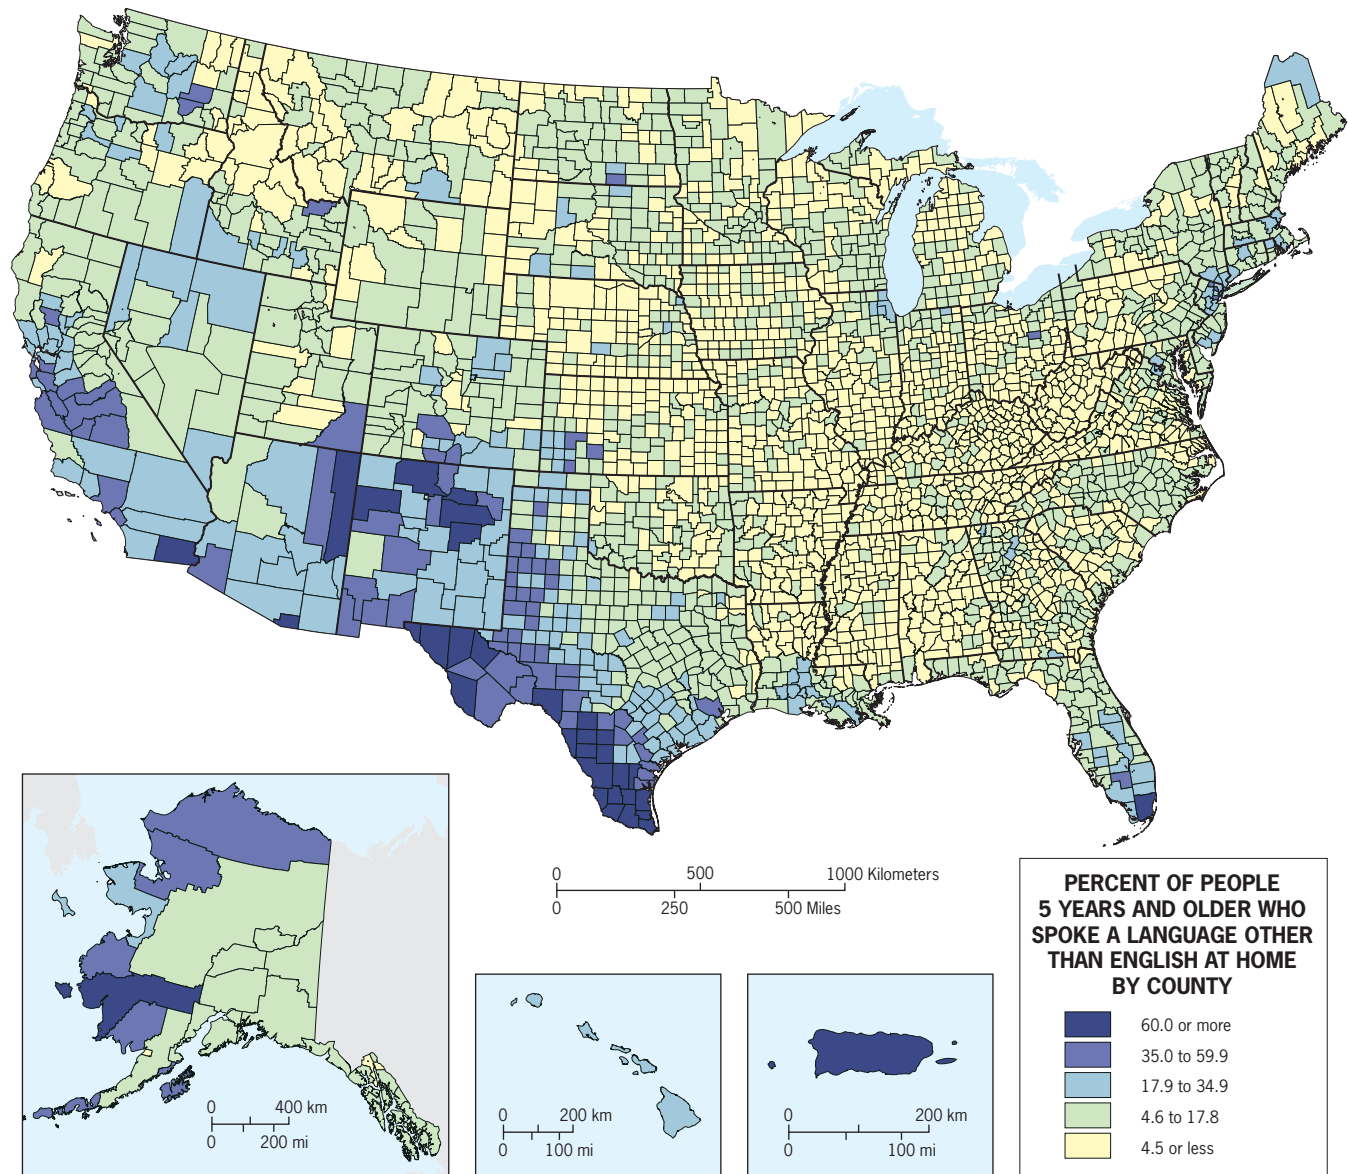 0 500 1000 Kilometers
0 250 500 Miles
PERCENT OF PEOPLE
5 YEARS AND OLDER WHO
SPOKE A LANGUAGE OTHER
THAN ENGLISH AT HOME
BY COUNTY
60.0 or more
35.0 to 59.9
17.9 to 34.9
4.6 to 17.8
4.5 or less
0 400 km
0 200 mi
0 200 km
0 100 mi
0 200 km
0 100 mi